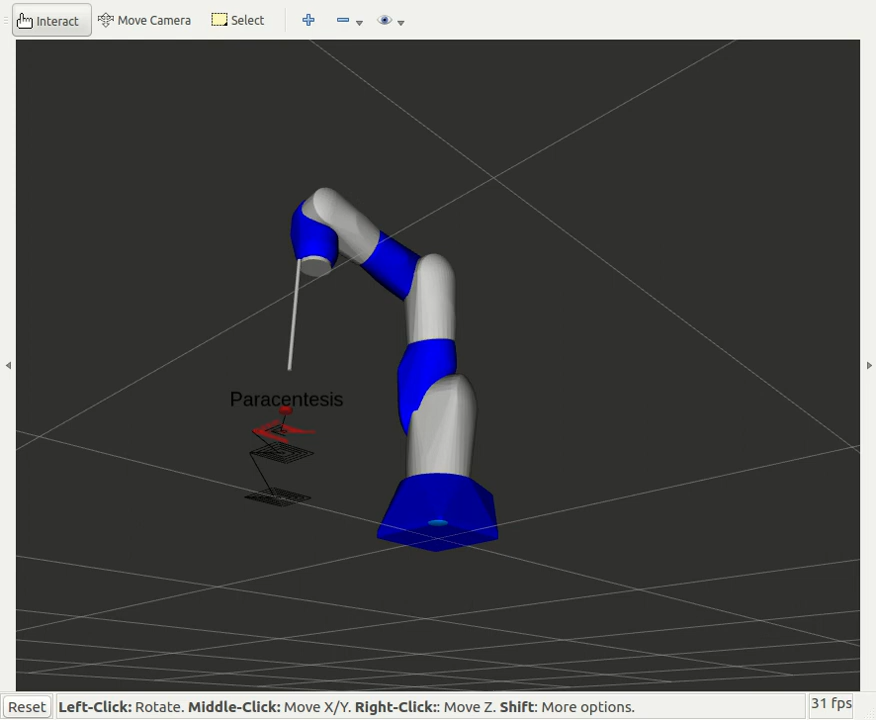 Interact Move Camera Select
Paracentesis
Reset Left-Click: Rotate. Middle-Click: Move X/Y. Right-Click:: Move Z. Shift: More options. 31 fps